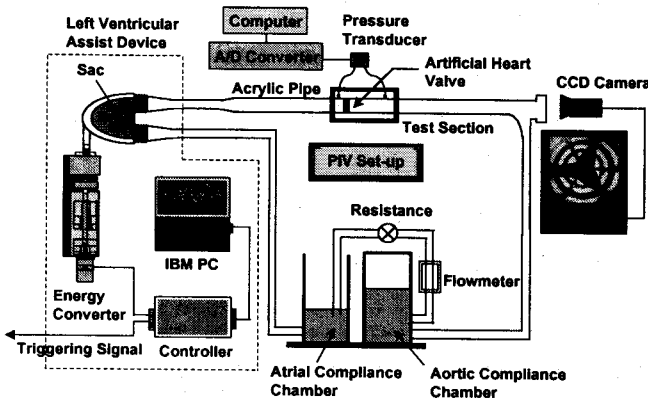 Left Ventricular
Assist Device
Sac
Computer
A/D Converter
Pressure
Transducer
Artificial Heart
Valve
Acrylic Pipe
Test Section
CCD Camera
PIV Set-up
Resistance
Flowmeter
IBM PC
Energy
Converter
Triggering Signal
Controller
Atrial Compliance
Chamber
Aortic Compliance
Chamber